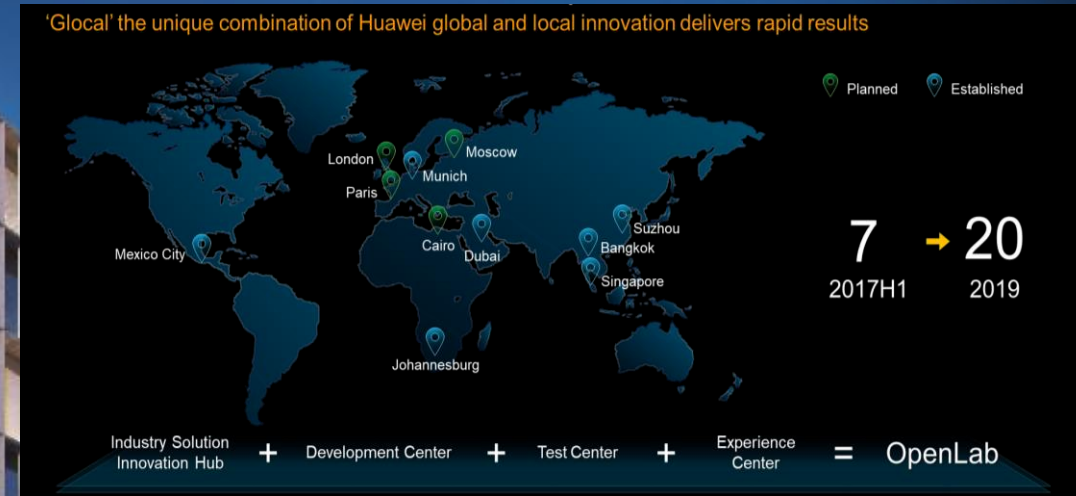 'Glocal' the unique combination of Huawei global and local innovation delivers rapid results
Planned
Established
London
Moscow
Munich
Paris
Mexico City
Cairo
Dubai
Suzhou
Bangkok
Singapore
Johannesburg
7 → 20
2017H1 2019
Industry Solution
Innovation Hub
+
Development Center
+
Test Center
+
Experience
Center
=
OpenLab